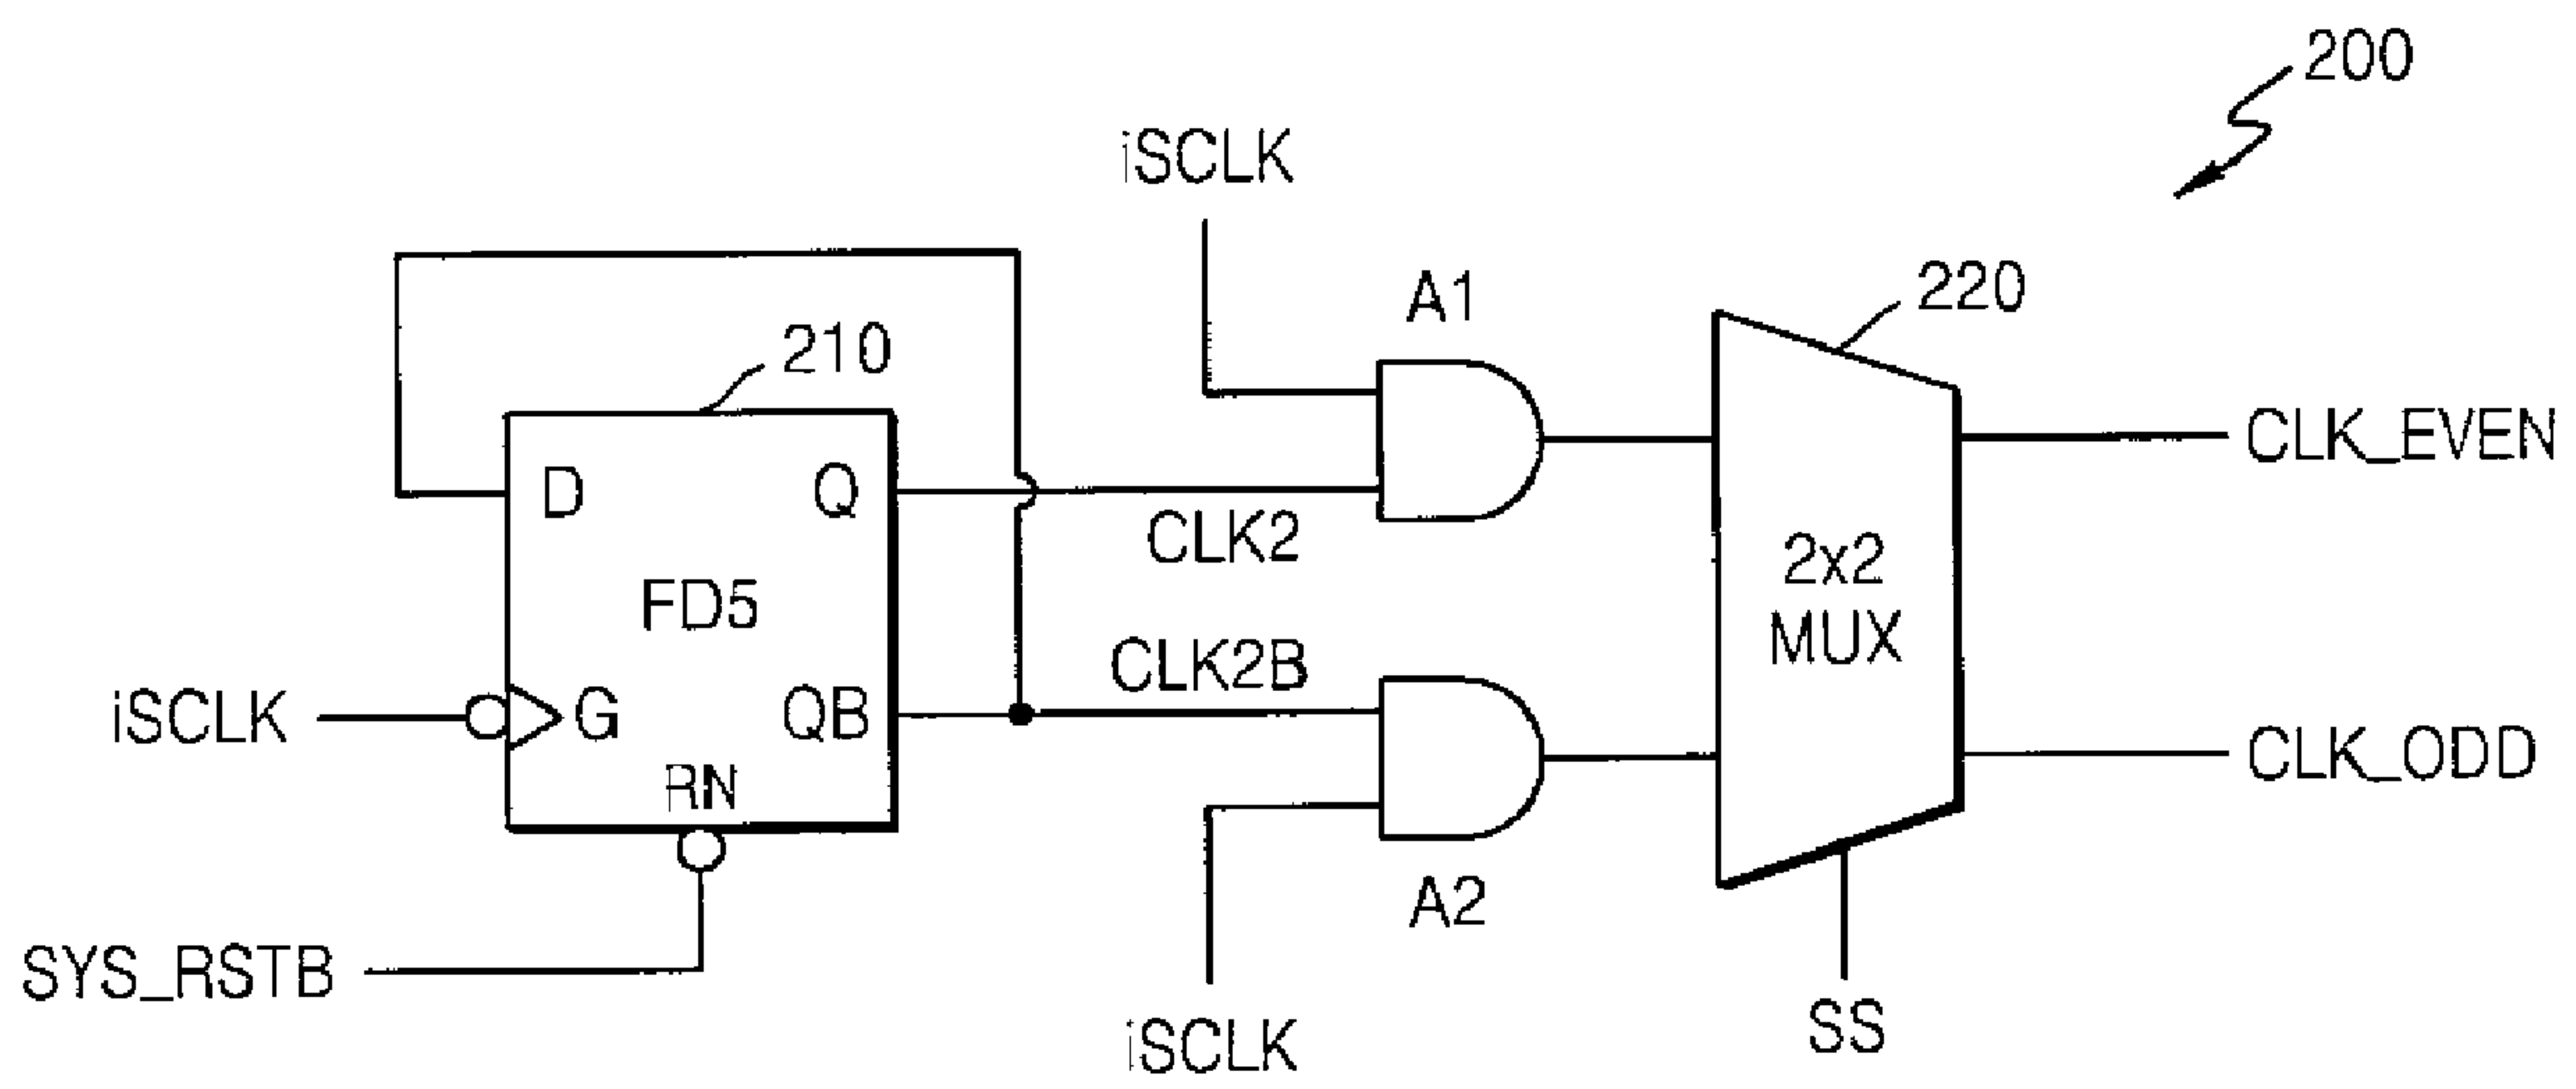 200
iSCLK
A1
220
210
CLK_EVEN
D
Q
CLK2
2x2
MUX
FD5
CLK2B
iSCLK
G
QB
CLK_ODD
RN
A2
SYS_RSTB
iSCLK
SS